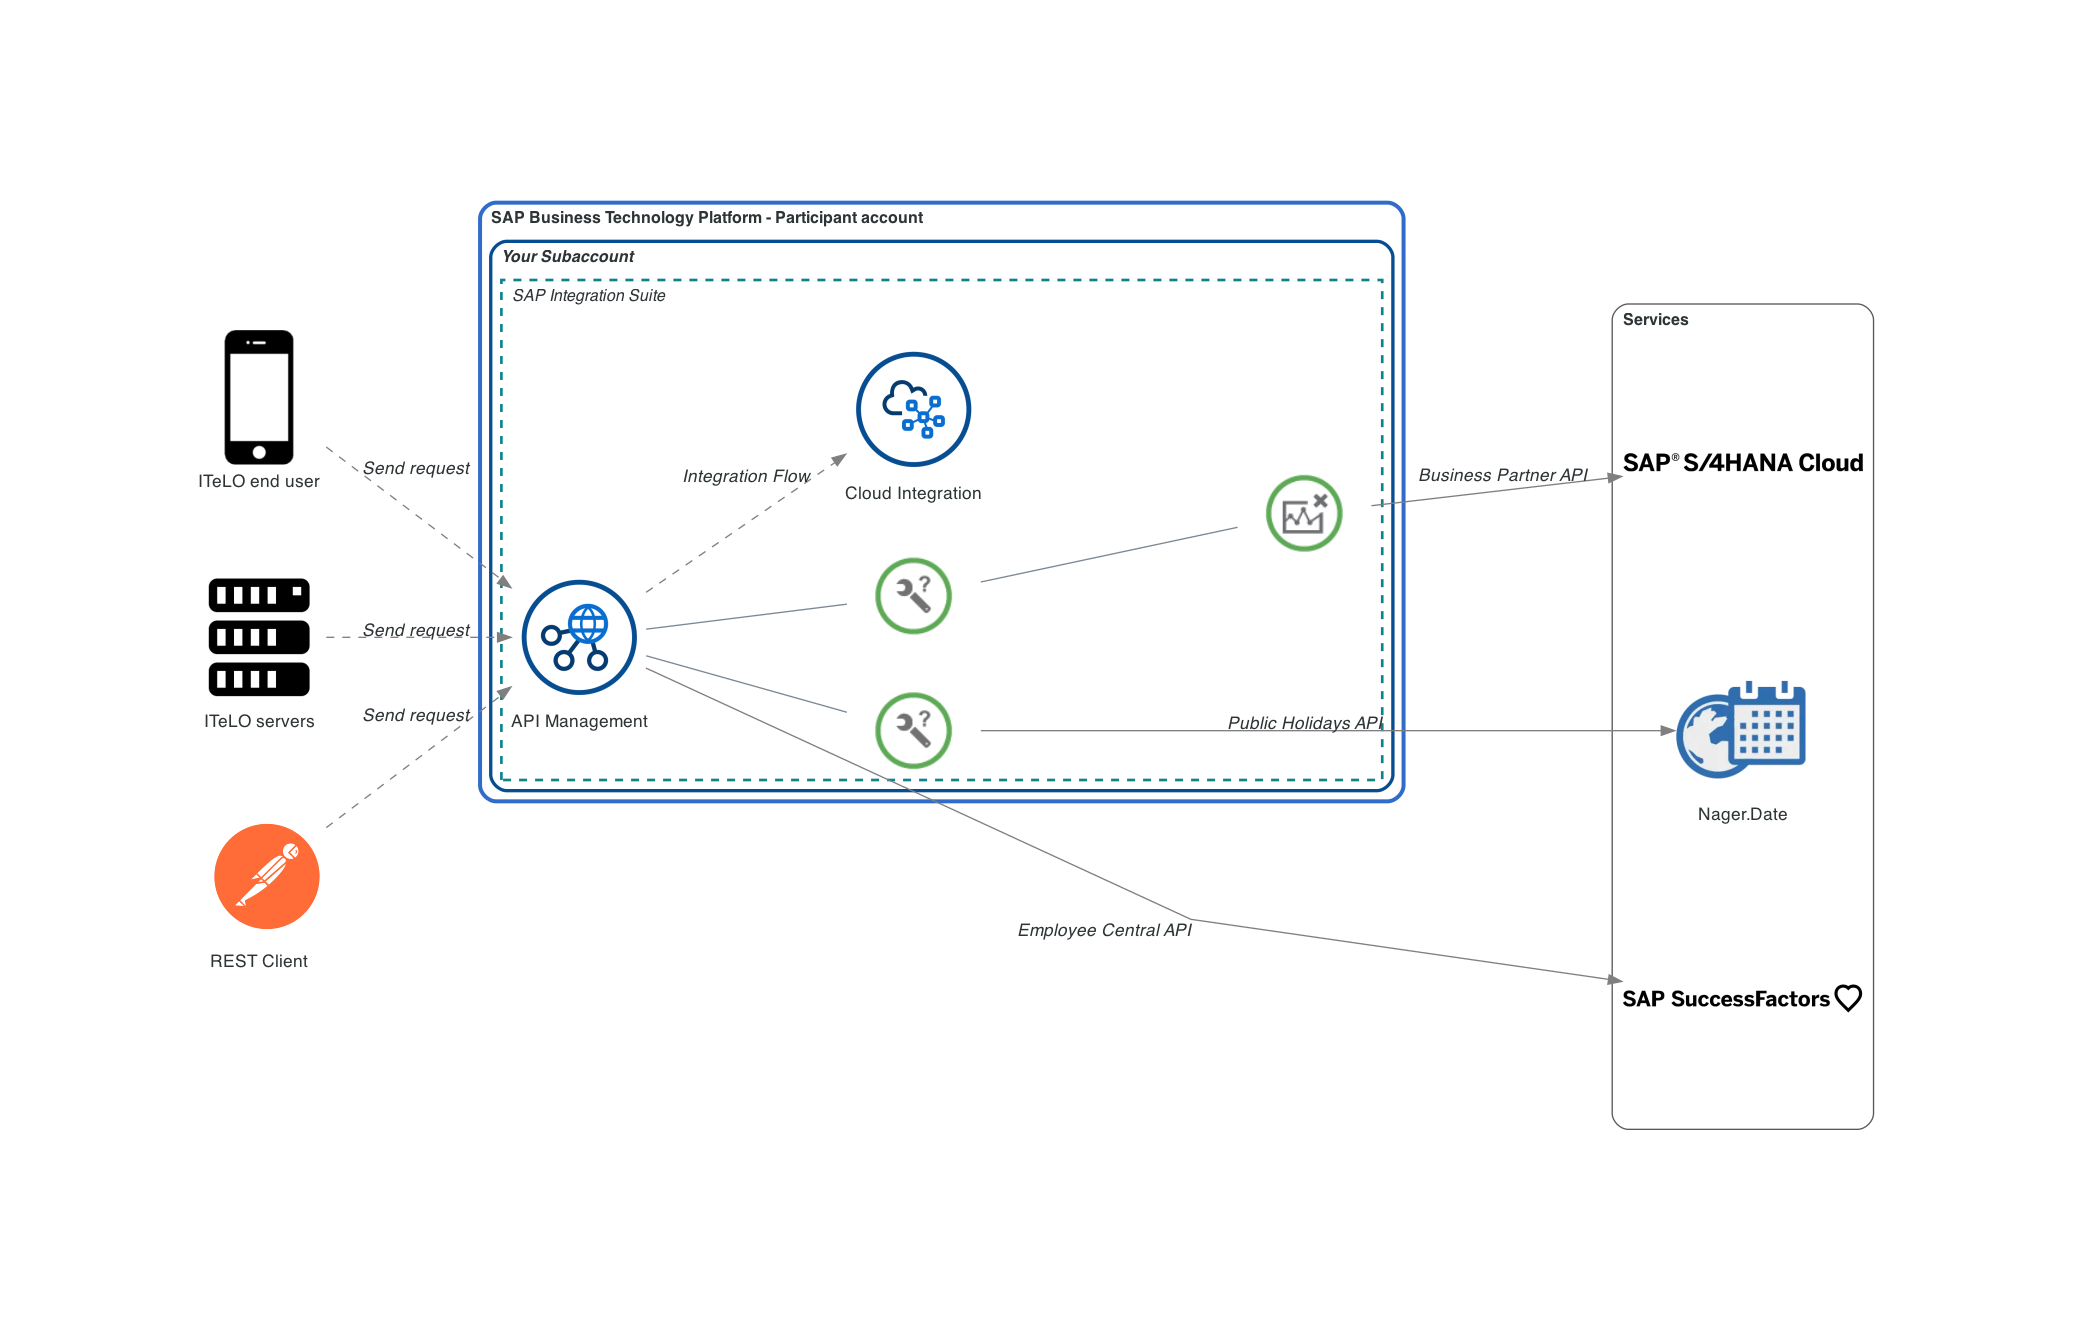 SAP Business Technology Platform - Participant account
Your Subaccount
SAP Integration Suite
Services
ITeLO end user
Send request
Integration Flow
Cloud Integration
Business Partner API
SAP® S/4HANA Cloud
ITeLO servers
Send request
Send request
API Management
Public Holidays API
Nager.Date
REST Client
Employee Central API
SAP SuccessFactors
?
?